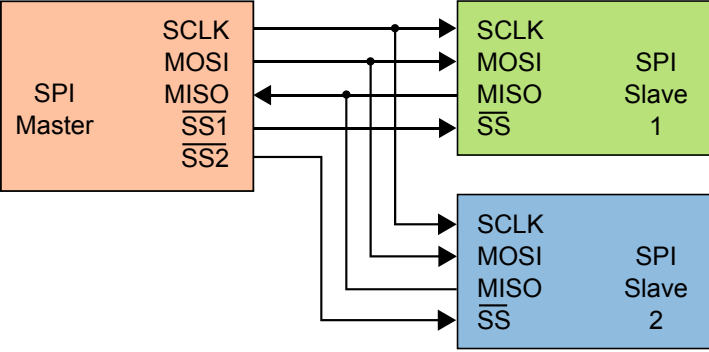 SPI
Master
SCLK
MOSI
MISO
SS1
SS2
SCLK
MOSI
MISO
SS
SPI
Slave
1
SCLK
MOSI
MISO
SS
SPI
Slave
2